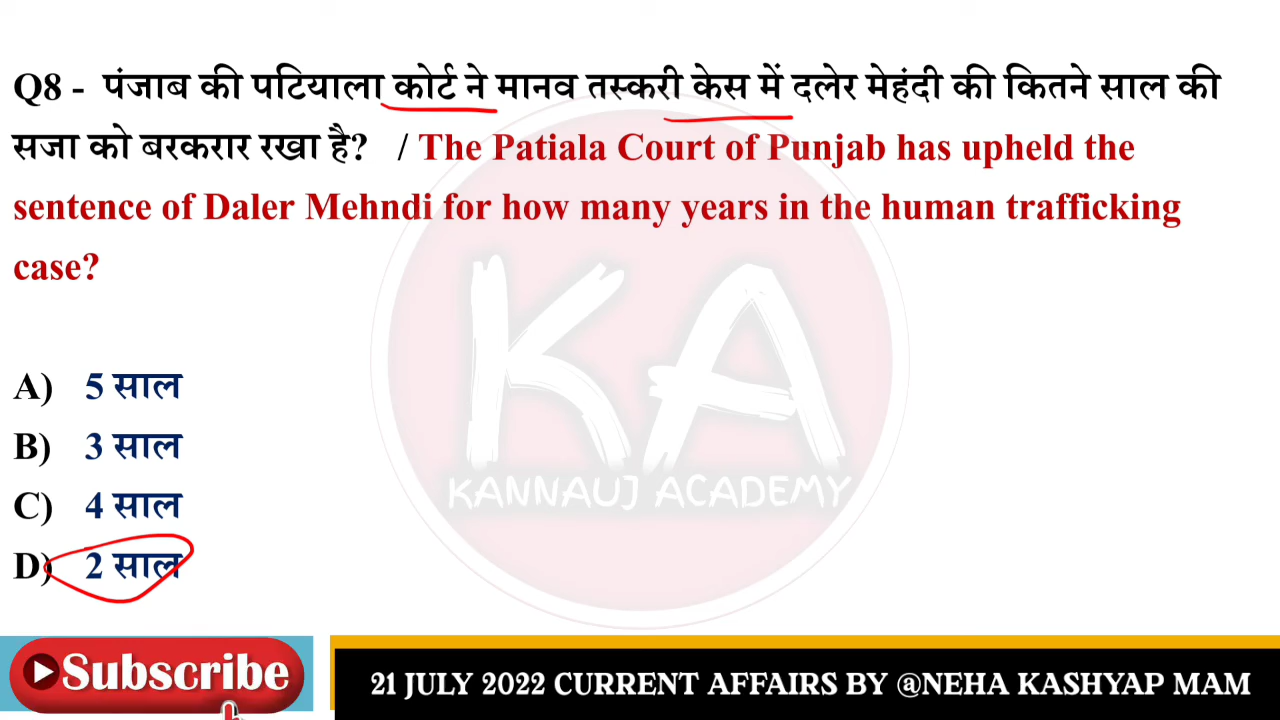 Q8 - पंजाब की पटियाला कोर्ट ने मानव तस्करी केस में दलेर मेहंदी की कितने साल की
सजा को बरकरार रखा है? / The Patiala Court of Punjab has upheld the
sentence of Daler Mehndi for how many years in the human trafficking
case?
KA
KANNAUJ ACADEMY
A) 5 साल
B) 3 साल
C) 4 साल
D) 2 साल
Subscribe
21 JULY 2022 CURRENT AFFAIRS BY @NEHA KASHYAP MAM